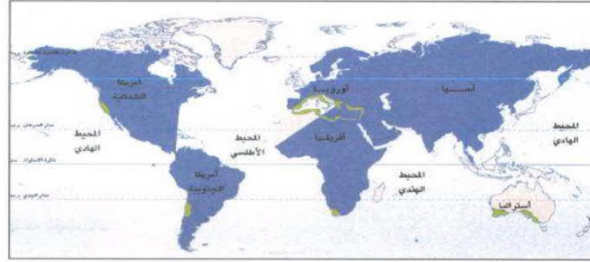 أمريكا
الشمالية
أوروبا
آسيا
المحيط
الهادي
المحيط
الأطلسي
أفريقيا
المحيط
الهادي
أمريكا
الجنوبية
المحيط
الهندي
أستراليا